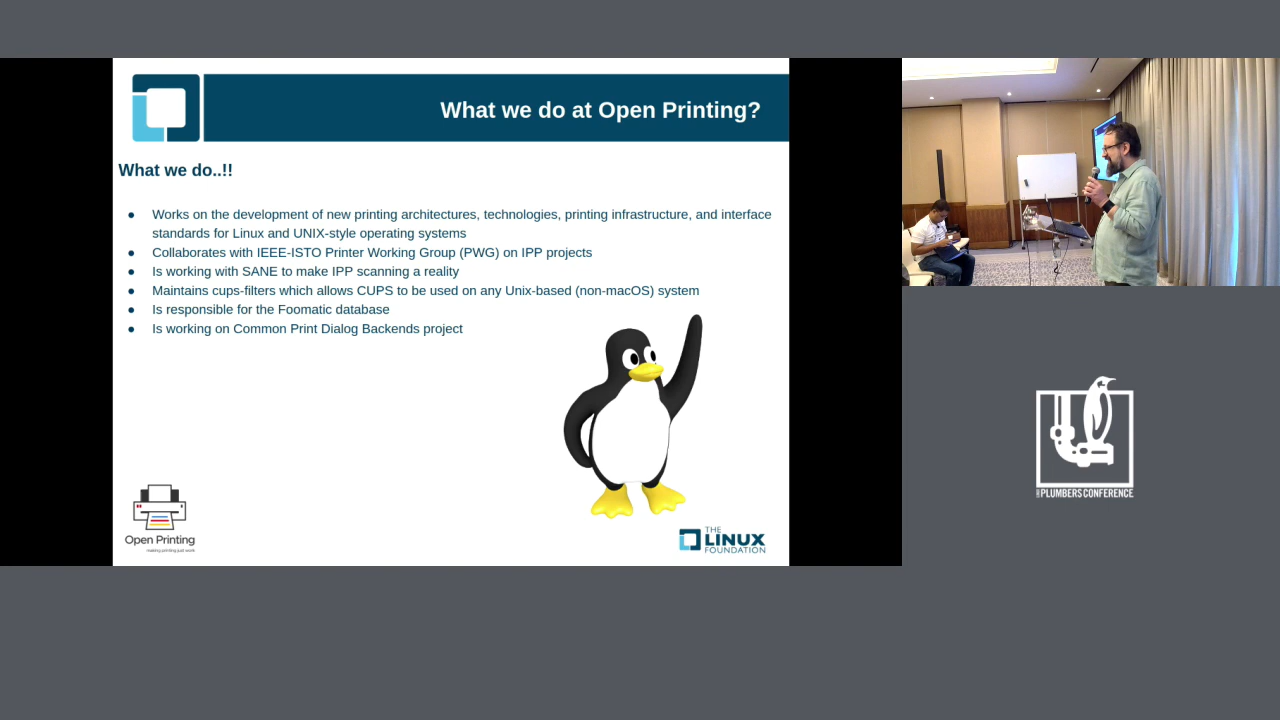 What we do at Open Printing?
What we do..!!
● Works on the development of new printing architectures, technologies, printing infrastructure, and interface
standards for Linux and UNIX-style operating systems
● Collaborates with IEEE-ISTO Printer Working Group (PWG) on IPP projects
● Is working with SANE to make IPP scanning a reality
● Maintains cups-filters which allows CUPS to be used on any Unix-based (non-macOS) system
● Is responsible for the Foomatic database
● Is working on Common Print Dialog Backends project
Open Printing
making printing just work
THE
LINUX
FOUNDATION
PLUMBERS CONFERENCE